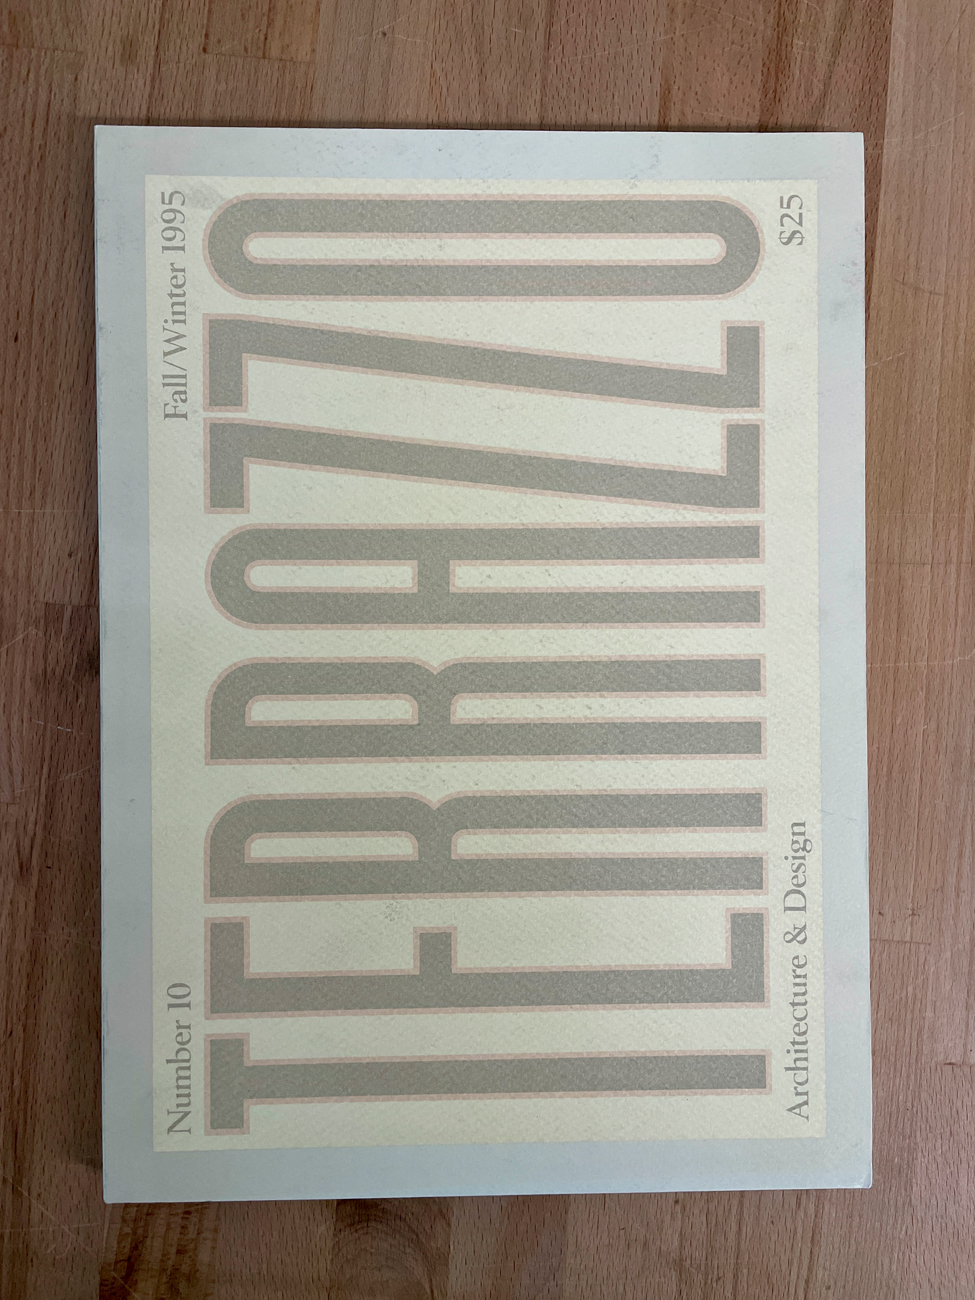 Number 10 Fall/Winter 1995
TERRAZZO
Architecture & Design $25